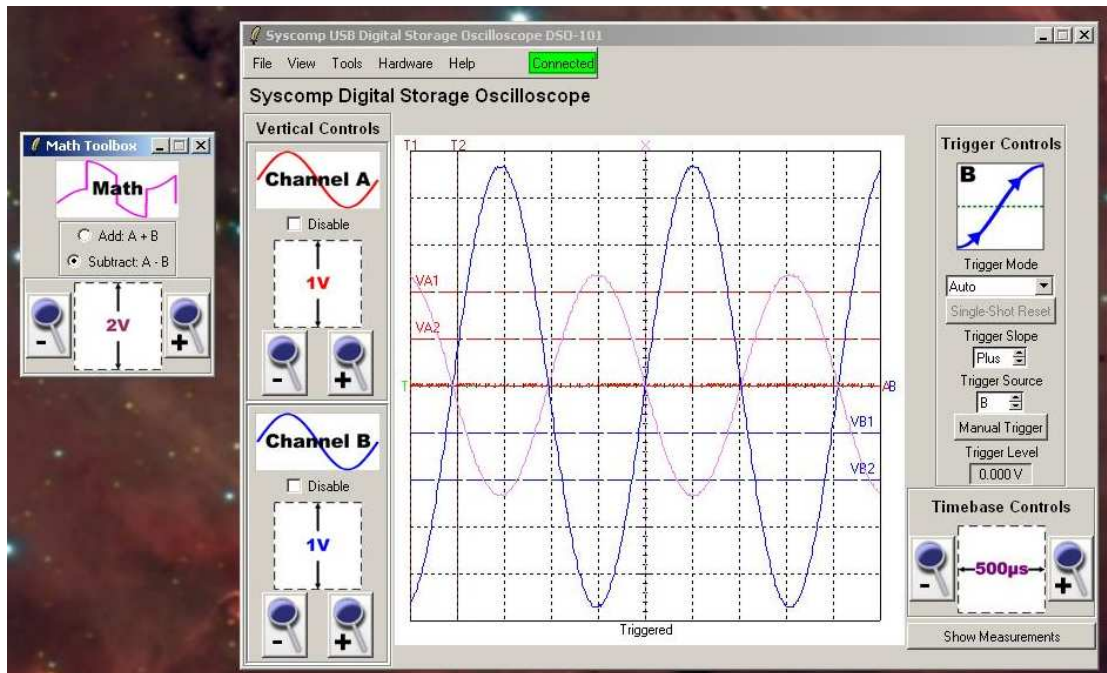 Syscomp USB Digital Storage Oscilloscope DSO-101
File View Tools Hardware Help Connected
Syscomp Digital Storage Oscilloscope
Math Toolbox
Math
Add: A + B
Subtract: A - B
2V
-
+
Vertical Controls
Channel A
Disable
1V
-
+
Channel B
Disable
1V
-
+
T1 T2 X
VA1
VA2
T AB
VB1
VB2
Triggered
Trigger Controls
B
Trigger Mode
Auto
Single-Shot Reset
Trigger Slope
Plus
Trigger Source
B
Manual Trigger
Trigger Level
0.000 V
Timebase Controls
-
500µs
+
Show Measurements